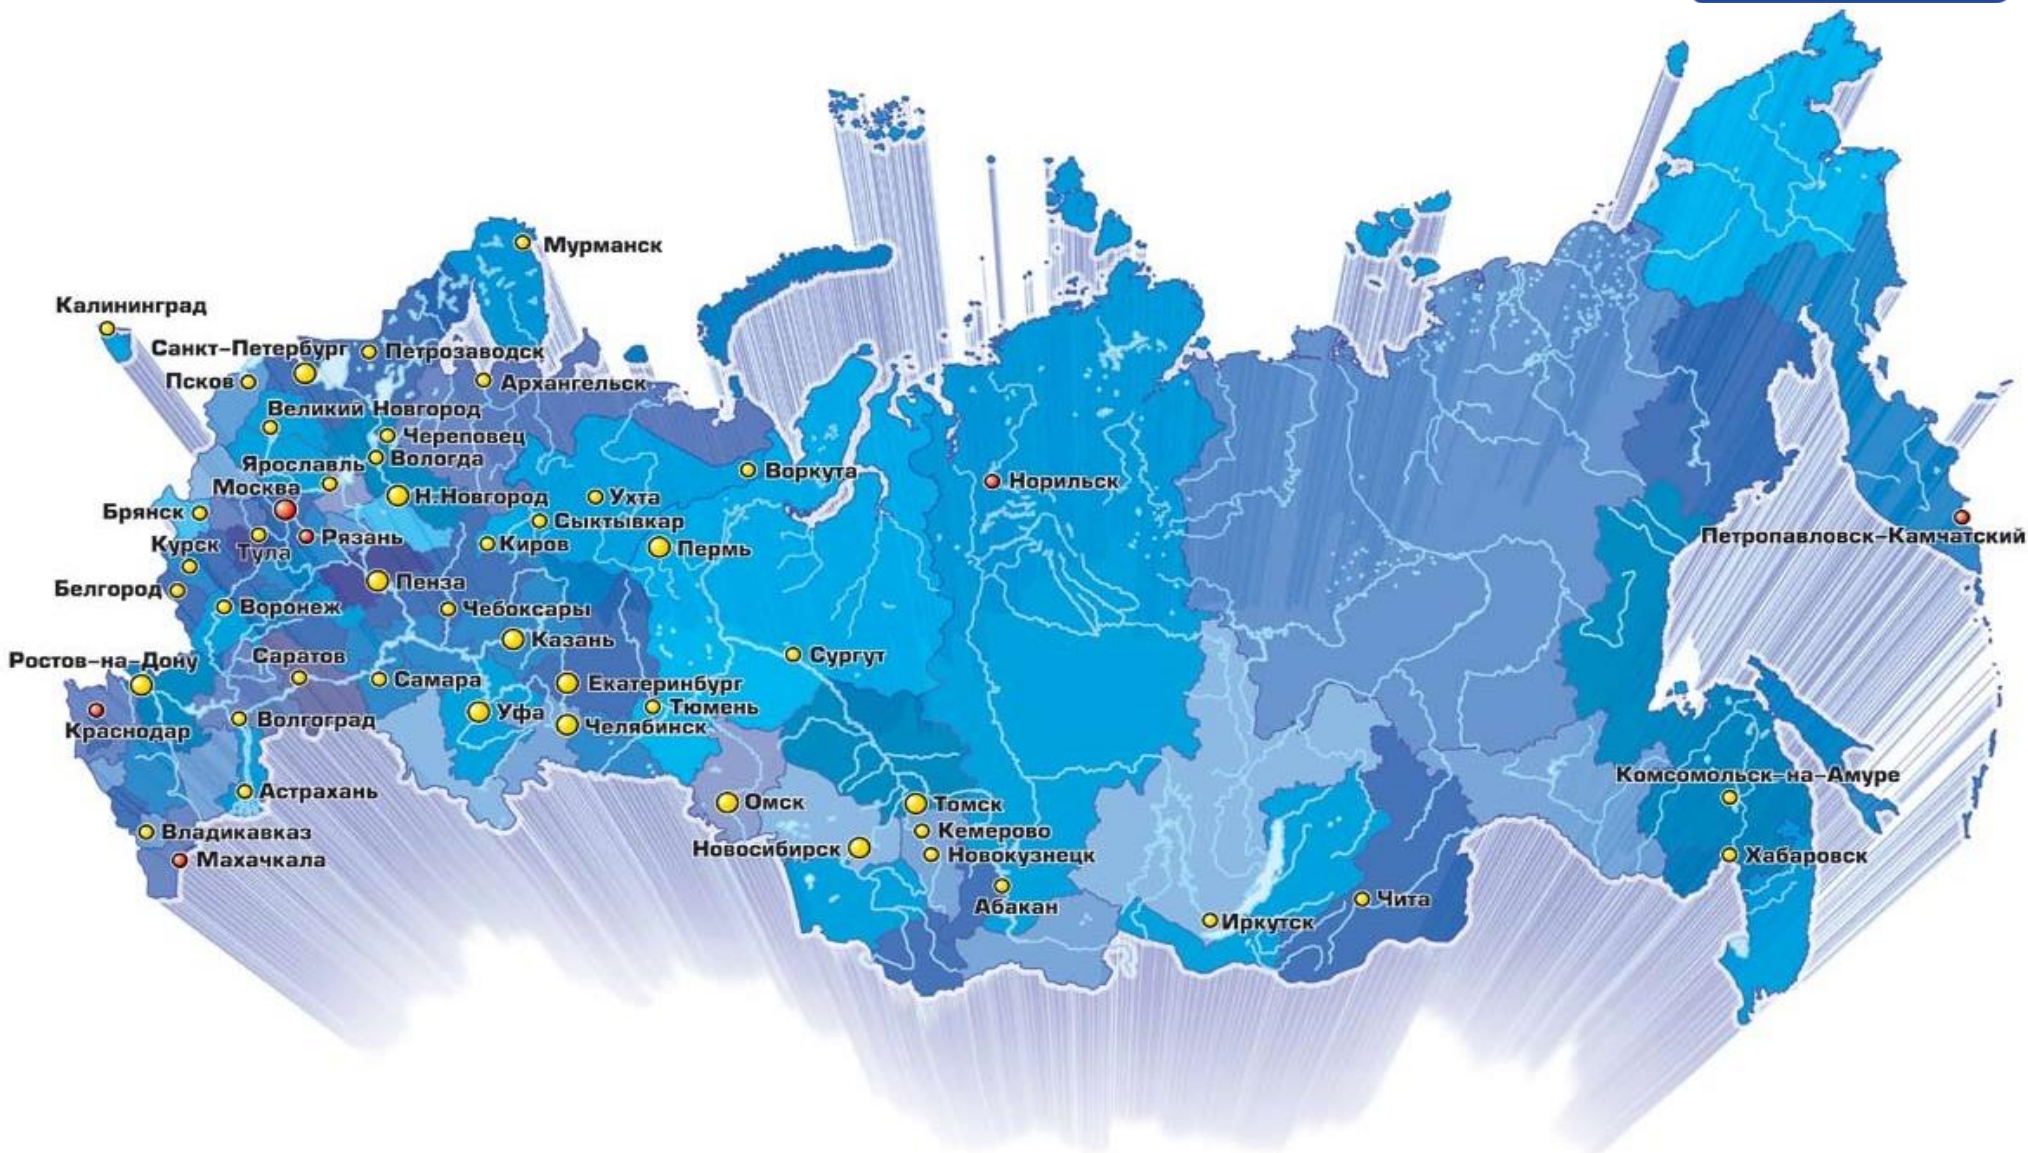 Мурманск
Калининград
Санкт-Петербург
Петрозаводск
Псков
Архангельск
Великий Новгород
Череповец
Вологда
Ярославль
Воркута
Норильск
Москва
Н.Новгород
Ухта
Брянск
Сыктывкар
Рязань
Петропавловск-Камчатский
Курск
Тула
Киров
Пермь
Пенза
Белгород
Воронеж
Чебоксары
Казань
Ростов-на-Дону
Саратов
Сургут
Самара
Екатеринбург
Тюмень
Уфа
Краснодар
Волгоград
Челябинск
Комсомольск-на-Амуре
Астрахань
Омск
Томск
Владикавказ
Кемерово
Новосибирск
Новокузнецк
Хабаровск
Махачкала
Абакан
Чита
Иркутск